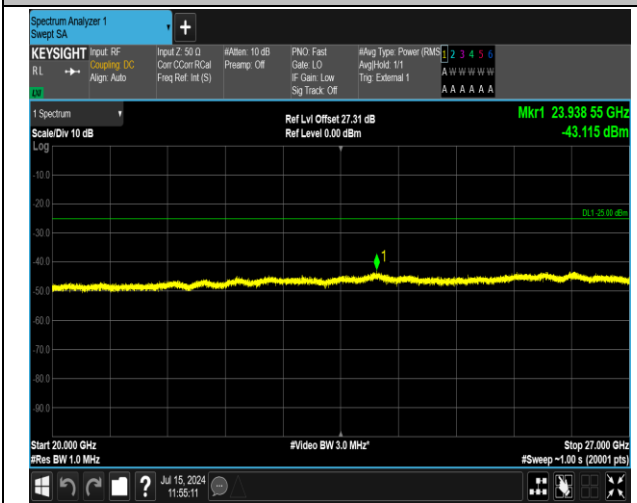 Spectrum Analyzer 1
Swept SA
+
KEYSIGHT
RL
LXI
Input: RF
Coupling: DC
Align: Auto
Input Z: 50 Ω
Corr CCorr RCal
Freq Ref: Int (S)
#Atten: 10 dB
Preamp: Off
PNO: Fast
Gate: LO
IF Gain: Low
Sig Track: Off
#Avg Type: Power (RMS
Avg|Hold: 1/1
Trig: External 1
1 2 3 4 5 6
A W W W W W
A A A A A A
1 Spectrum
Scale/Div 10 dB
Ref Lvl Offset 27.31 dB
Ref Level 0.00 dBm
Mkr1 23.938 55 GHz
-43.115 dBm
Log
-10.0
-20.0
DL1 -25.00 dBm
-30.0
-40.0
1
-50.0
-60.0
-70.0
-80.0
-90.0
Start 20.000 GHz
#Res BW 1.0 MHz
#Video BW 3.0 MHz*
Stop 27.000 GHz
#Sweep ~1.00 s (20001 pts)
?
Jul 15, 2024
11:55:11